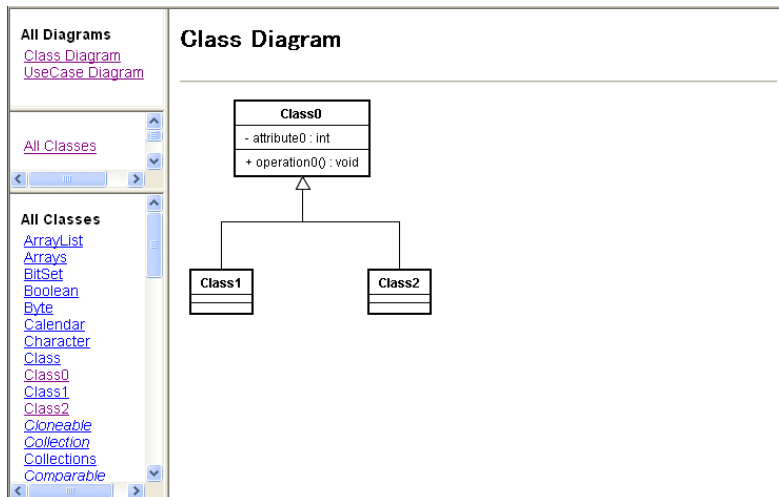 All Diagrams
Class Diagram
UseCase Diagram
All Classes
All Classes
ArrayList
Arrays
BitSet
Boolean
Byte
Calendar
Character
Class
Class0
Class1
Class2
Cloneable
Collection
Collections
Comparable
Class Diagram
Class0
- attribute0 : int
+ operation0() : void
Class1
Class2